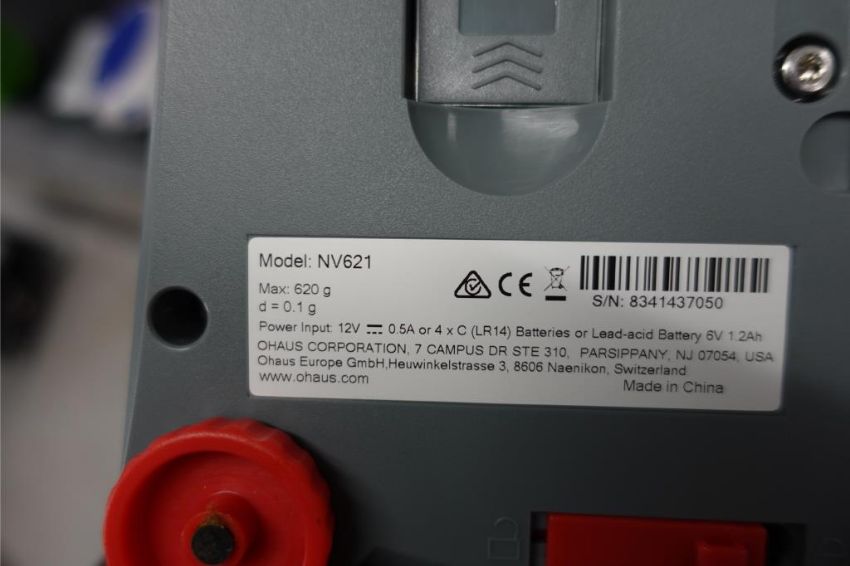 Model: NV621
Max: 620 g
d = 0.1 g
CE
S/N: 8341437050
Power Input: 12V ⎓ 0.5A or 4 x C (LR14) Batteries or Lead-acid Battery 6V 1.2Ah
OHAUS CORPORATION, 7 CAMPUS DR STE 310, PARSIPPANY, NJ 07054, USA
Ohaus Europe GmbH,Heuwinkelstrasse 3, 8606 Naenikon, Switzerland
www.ohaus.com
Made in China